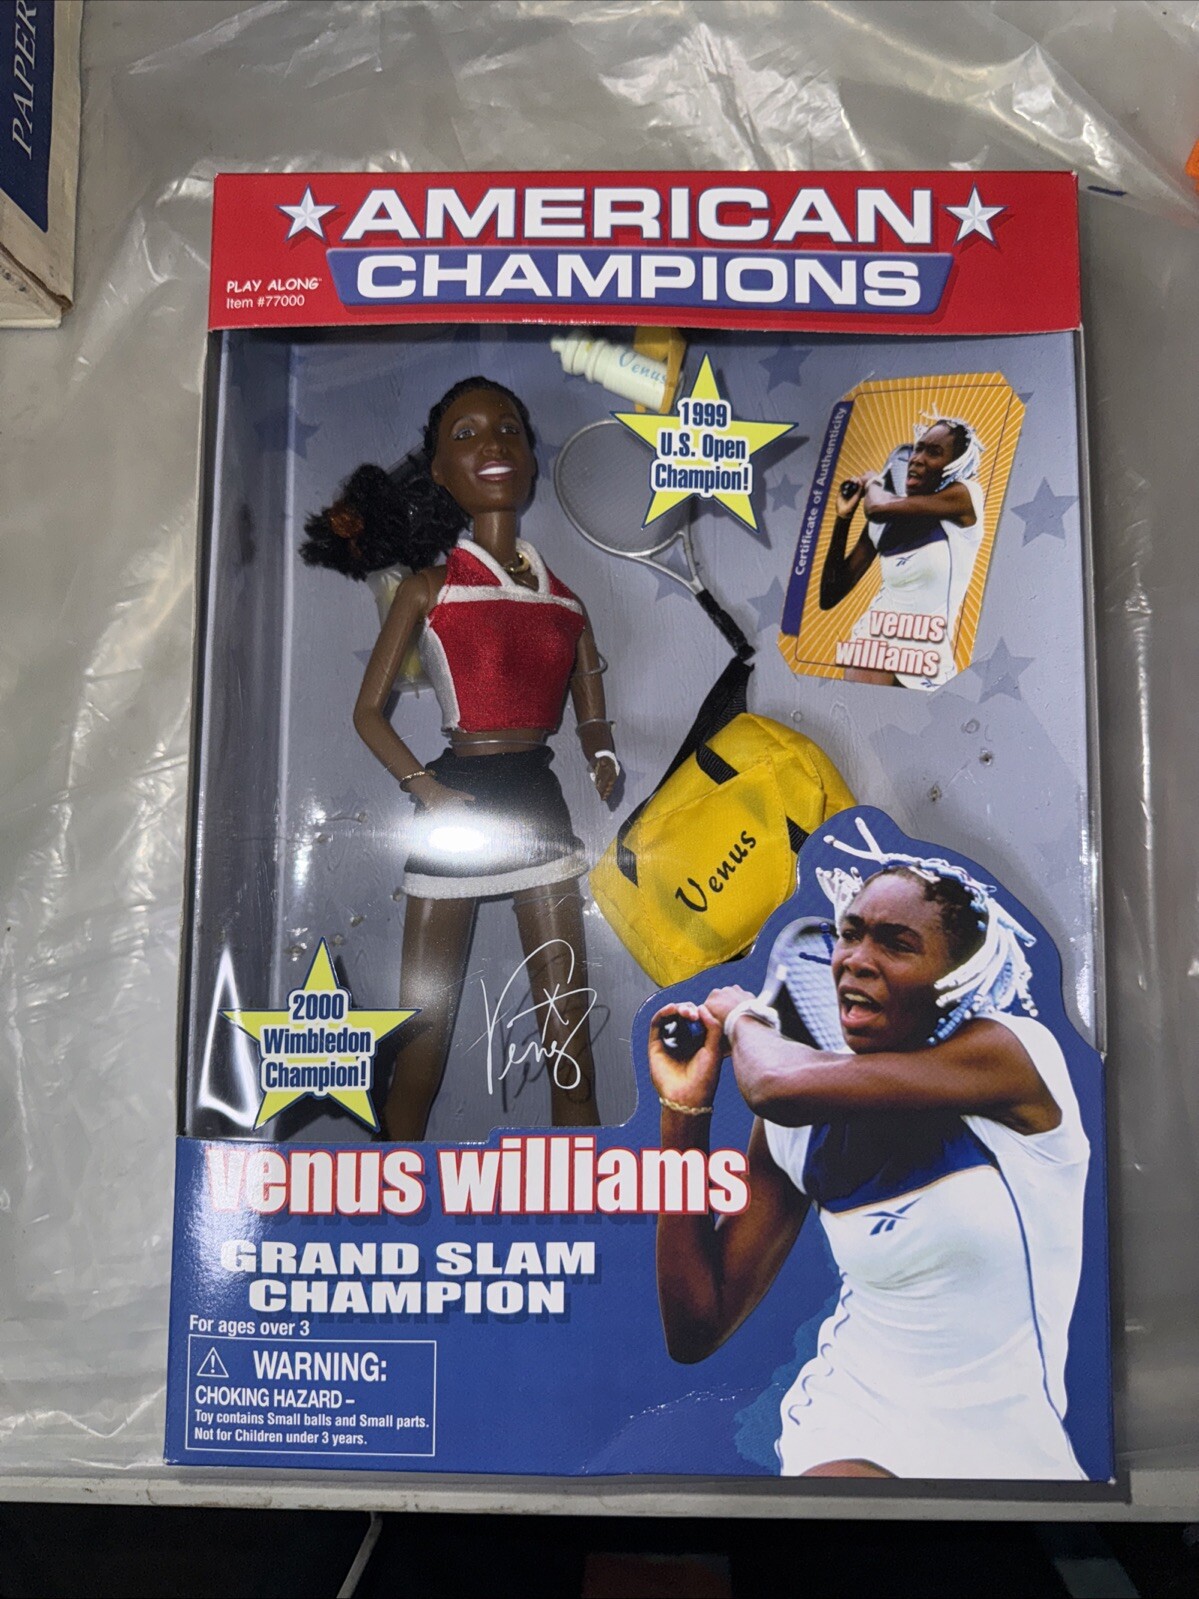 PAPER
AMERICAN
CHAMPIONS
PLAY ALONG
Item #77000
Venus
1999
U.S. Open
Champion!
Certificate of Authenticity
venus
williams
Venus
2000
Wimbledon
Champion!
Venus
venus williams
GRAND SLAM
CHAMPION
For ages over 3
WARNING:
CHOKING HAZARD –
Toy contains Small balls and Small parts.
Not for Children under 3 years.